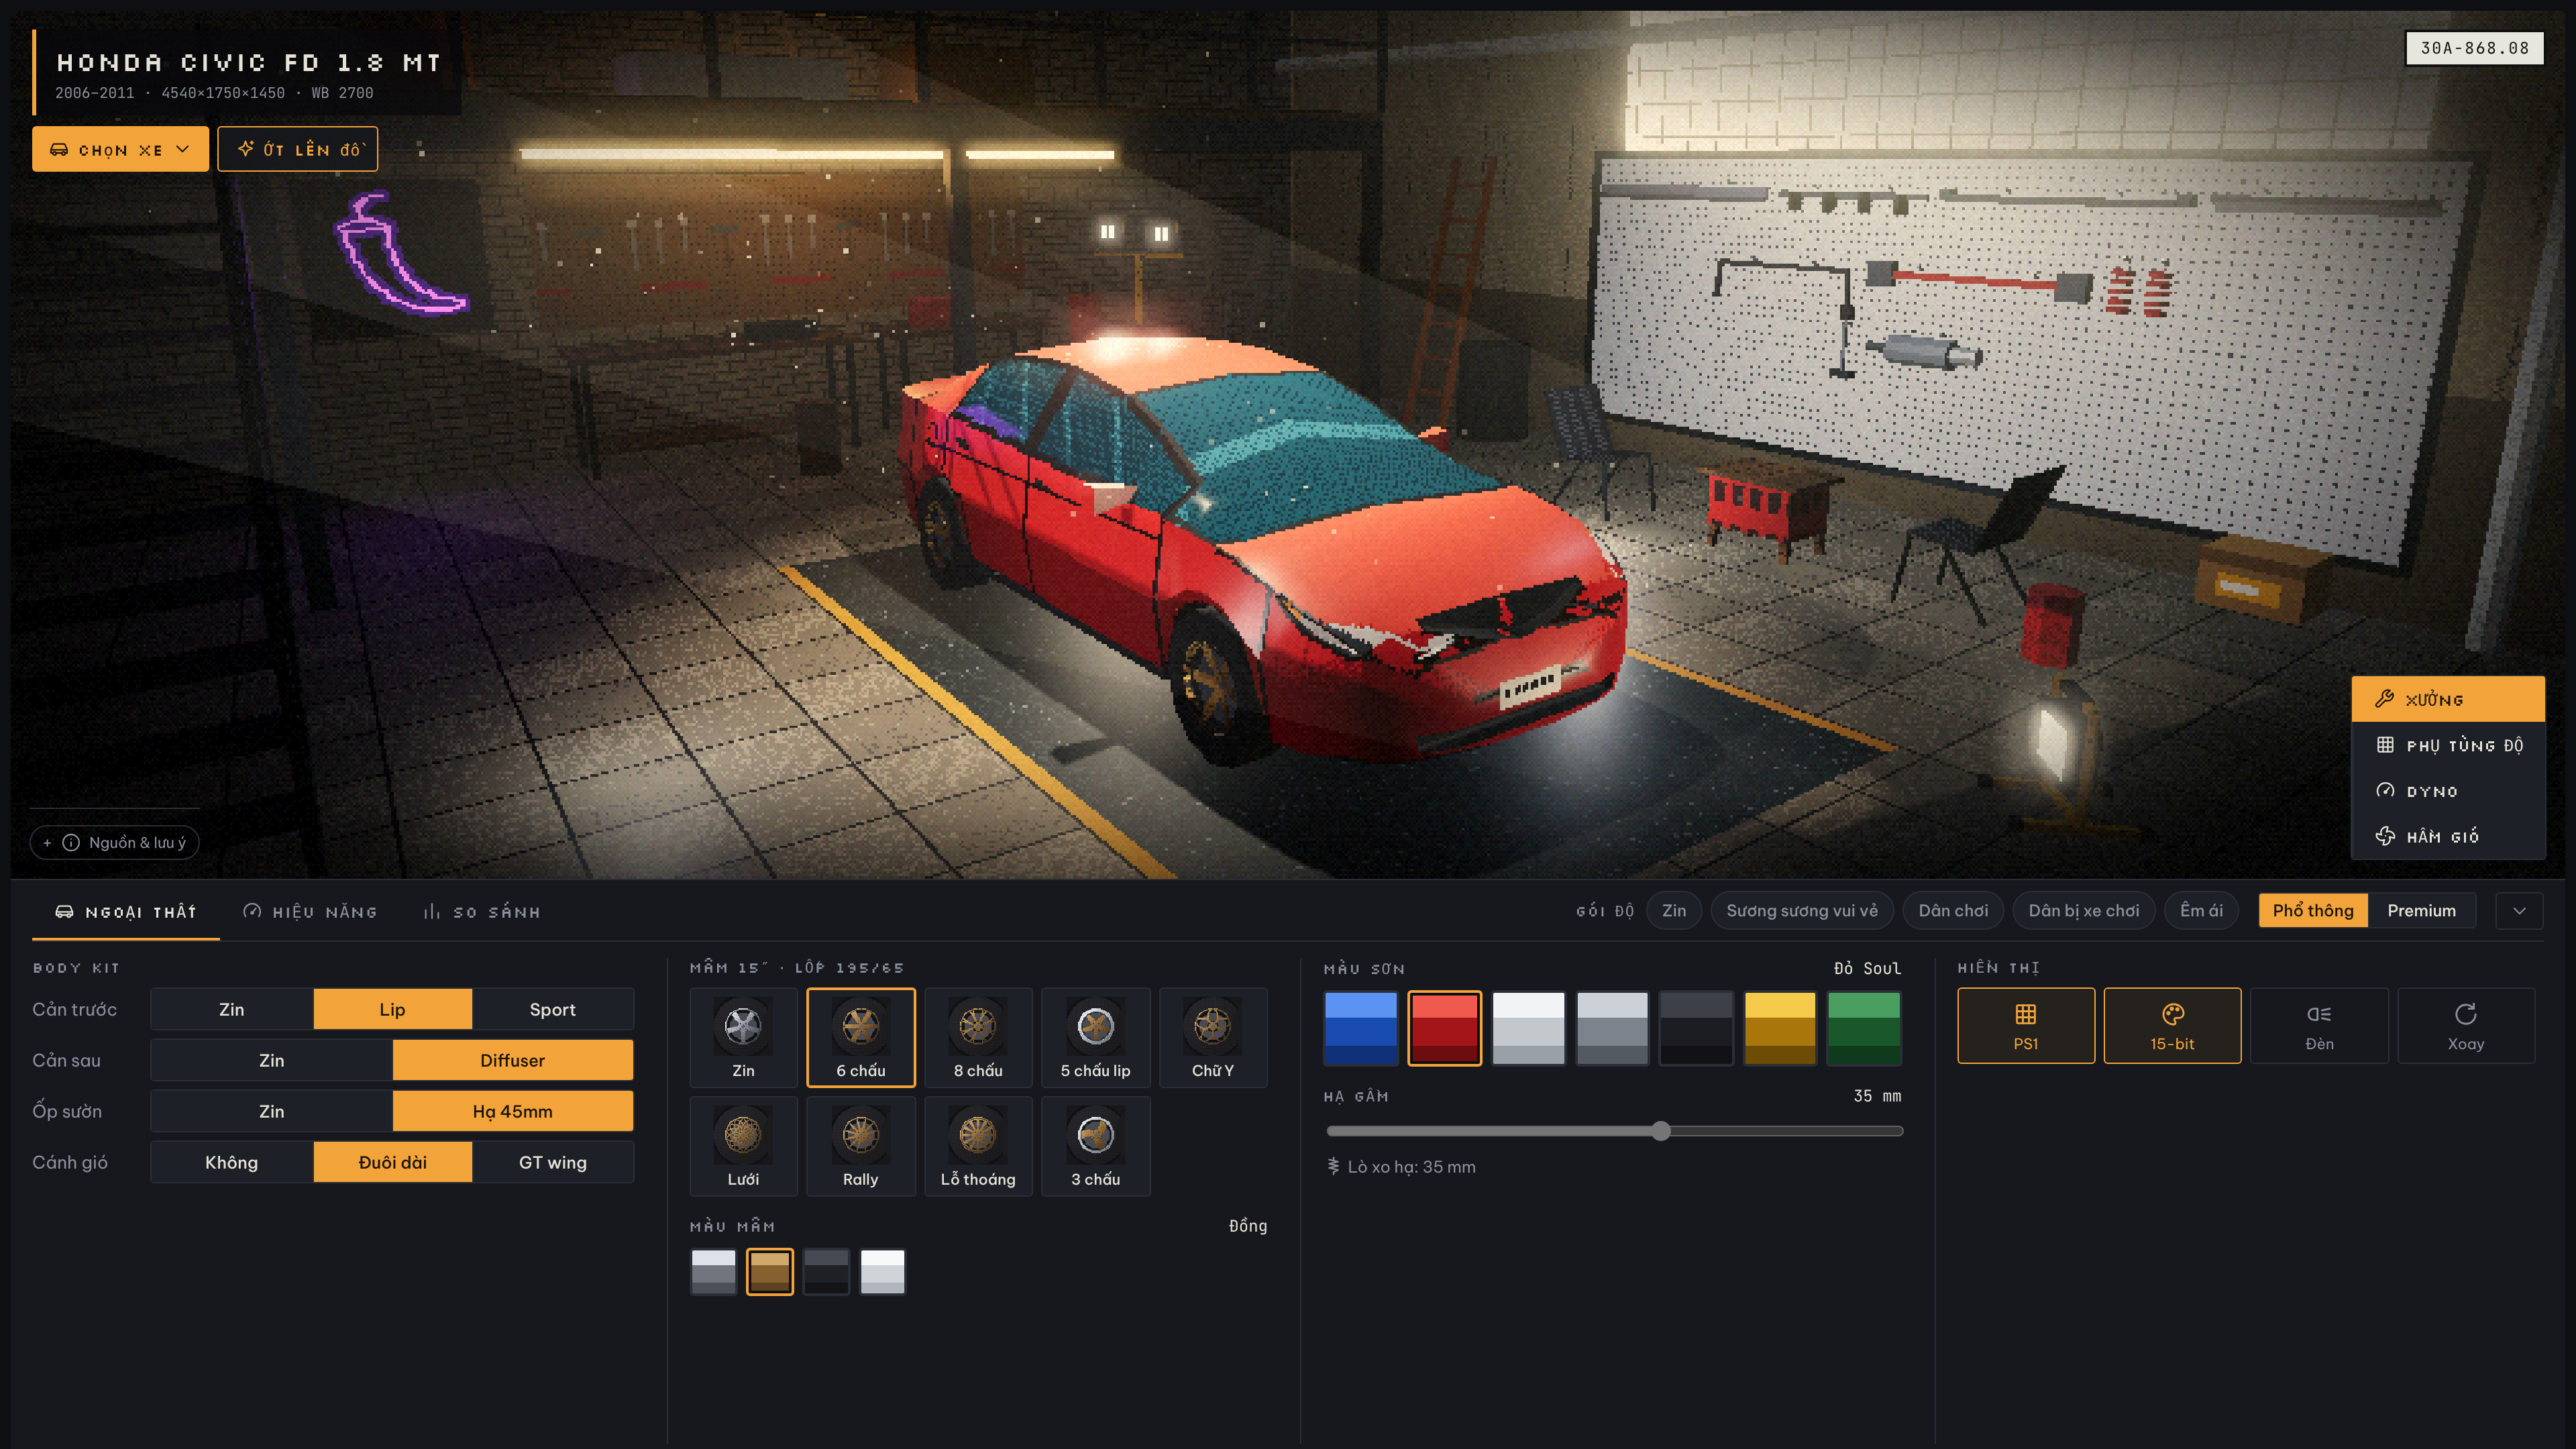 HONDA CIVIC FD 1.8 MT
2006–2011 · 4540×1750×1450 · WB 2700
CHỌN XE
ỚT LÊN đồ
30A-868.08
XƯỞNG
PHỤ TÙNG ĐỘ
DYNO
HẦM GIÓ
+ Nguồn & lưu ý
NGOẠI THẤT
HIỆU NĂNG
SO SÁNH
GÓI ĐỘ
Zin
Sương sương vui vẻ
Dân chơi
Dân bị xe chơi
Êm ái
Phổ thông
Premium
BODY KIT
Cản trước
Zin
Lip
Sport
Cản sau
Zin
Diffuser
Ốp sườn
Zin
Hạ 45mm
Cánh gió
Không
Đuôi dài
GT wing
MÂM 15″ · LỐP 195/65
Zin
6 chấu
8 chấu
5 chấu lip
Chữ Y
Lưới
Rally
Lỗ thoáng
3 chấu
MÀU MÂM
Đồng
MÀU SƠN
Đỏ Soul
HẠ GẦM
35 mm
Lò xo hạ: 35 mm
HIỂN THỊ
PS1
15-bit
Đèn
Xoay